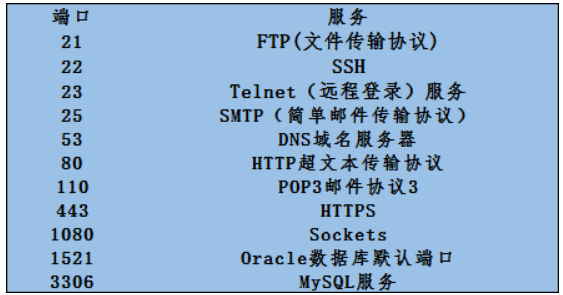 端口 服务
21 FTP(文件传输协议)
22 SSH
23 Telnet（远程登录）服务
25 SMTP（简单邮件传输协议）
53 DNS域名服务器
80 HTTP超文本传输协议
110 POP3邮件协议3
443 HTTPS
1080 Sockets
1521 Oracle数据库默认端口
3306 MySQL服务